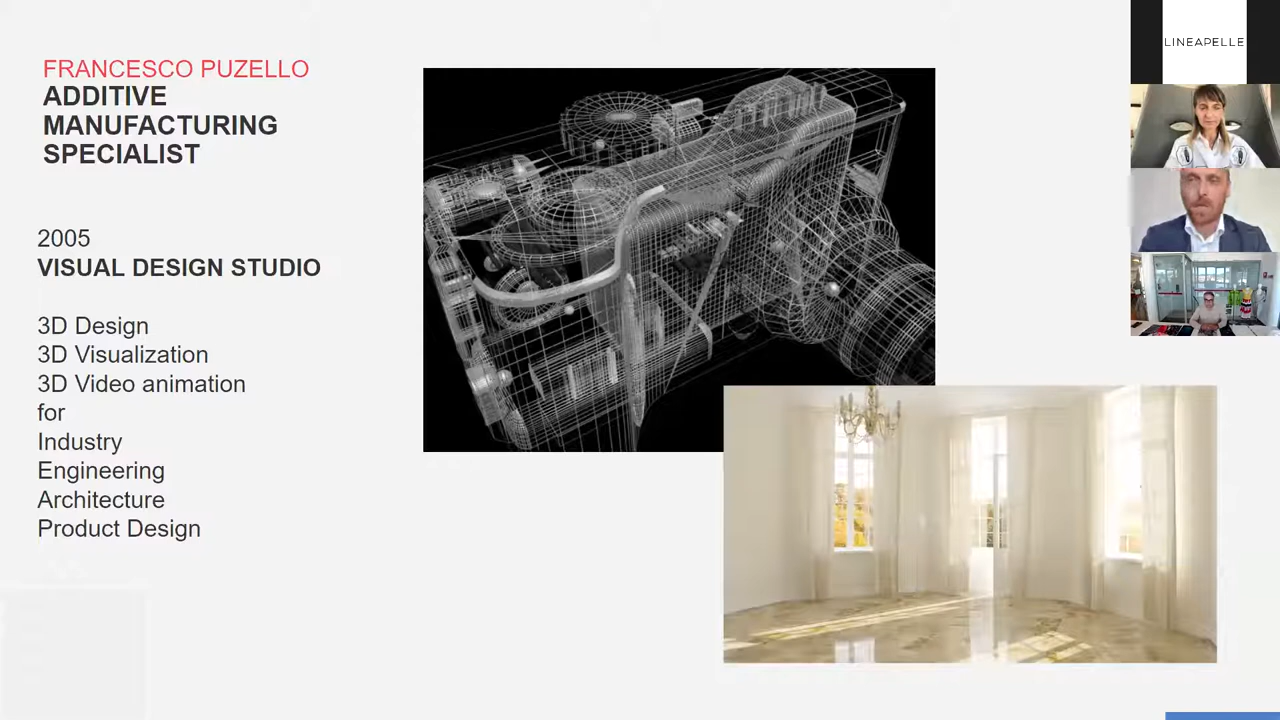 FRANCESCO PUZELLO
ADDITIVE
MANUFACTURING
SPECIALIST
2005
VISUAL DESIGN STUDIO
3D Design
3D Visualization
3D Video animation
for
Industry
Engineering
Architecture
Product Design
LINEAPELLE